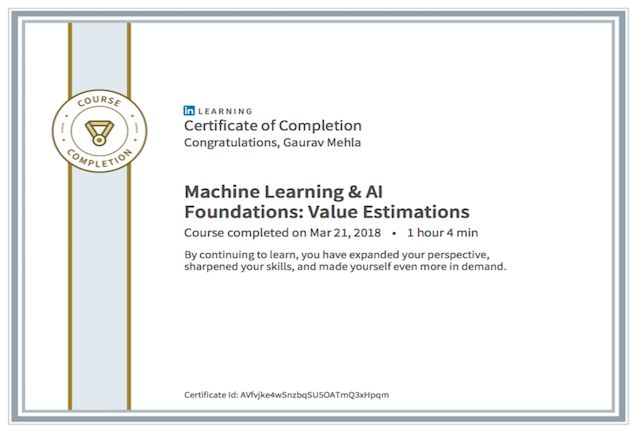 COURSE
COMPLETION
in LEARNING
Certificate of Completion
Congratulations, Gaurav Mehla
Machine Learning & AI
Foundations: Value Estimations
Course completed on Mar 21, 2018 • 1 hour 4 min
By continuing to learn, you have expanded your perspective,
sharpened your skills, and made yourself even more in demand.
Certificate Id: AVfvjke4wSnzbqSU5OATmQ3xHpqm